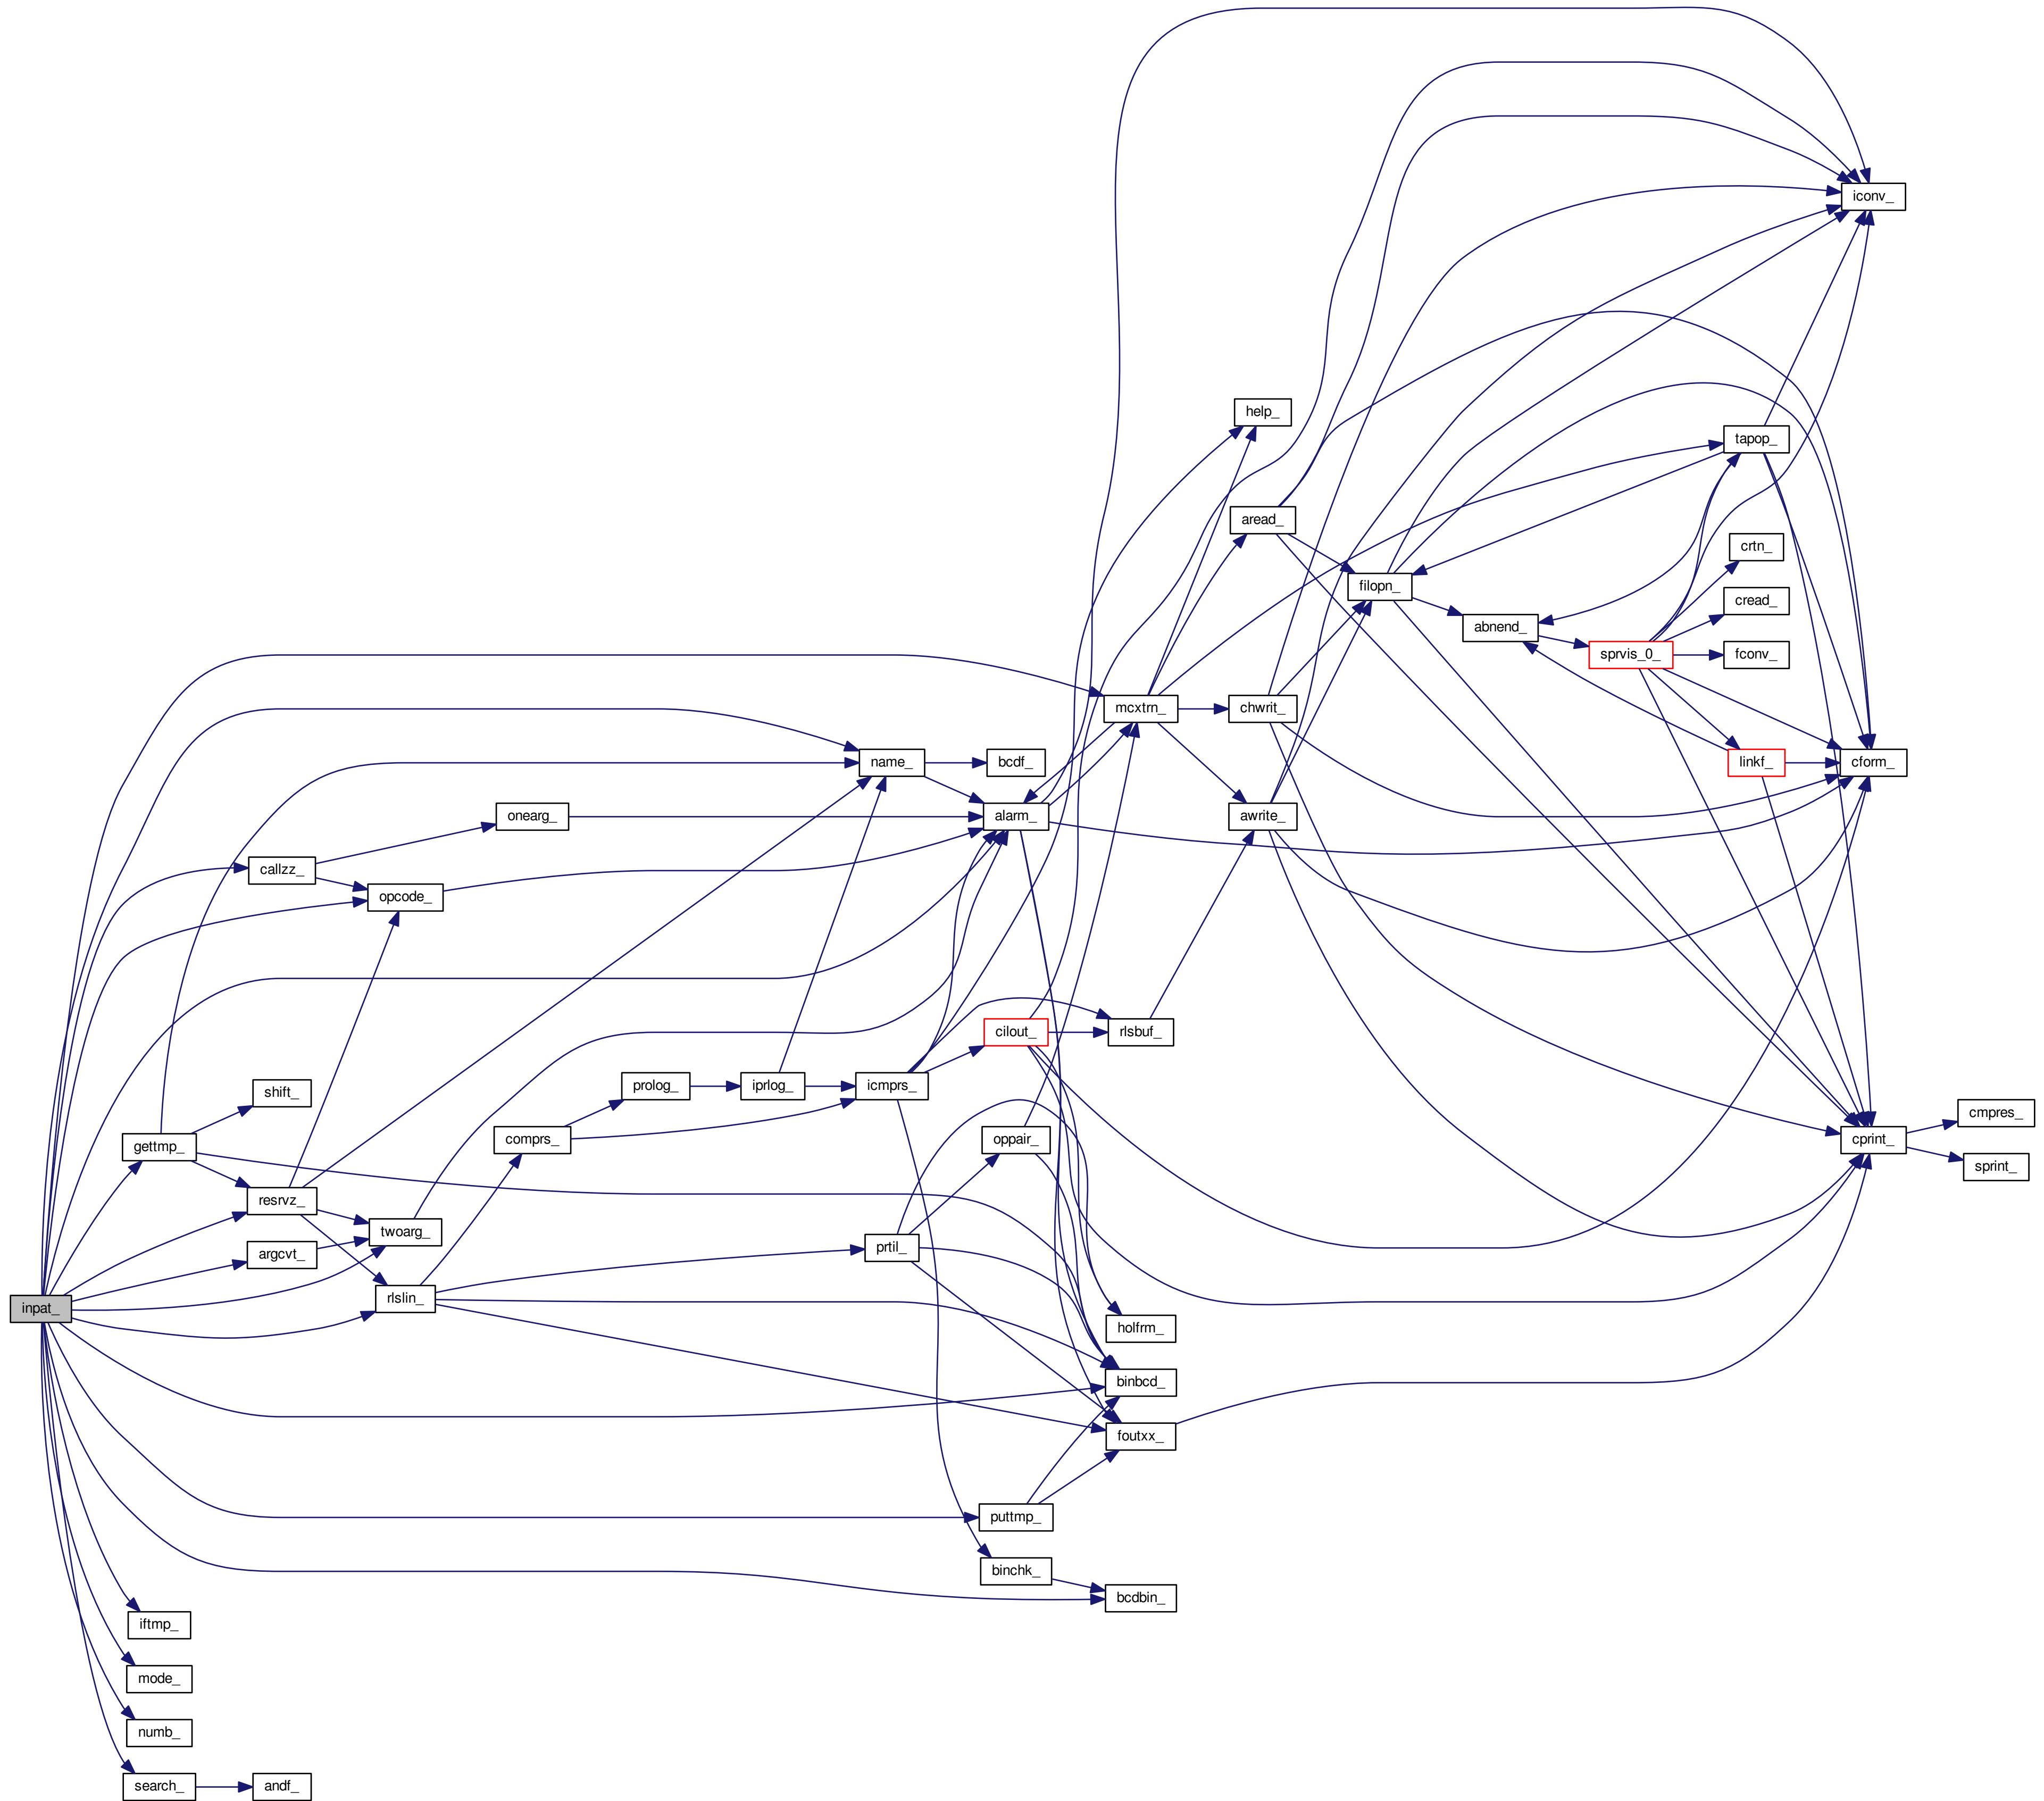 iconv_
help_
tapop_
aread_
crtn_
filopn_
cread_
abnend_
sprvis_0_
fconv_
mcxtrn_
chwrit_
name_
bcdf_
linkf_
cform_
onearg_
alarm_
awrite_
callzz_
opcode_
cilout_
rlsbuf_
shift_
prolog_
iprlog_
icmprs_
cmpres_
gettmp_
comprs_
oppair_
cprint_
sprint_
resrvz_
twoarg_
argcvt_
prtil_
inpat_
rlslin_
holfrm_
binbcd_
foutxx_
puttmp_
binchk_
bcdbin_
iftmp_
mode_
numb_
search_
andf_